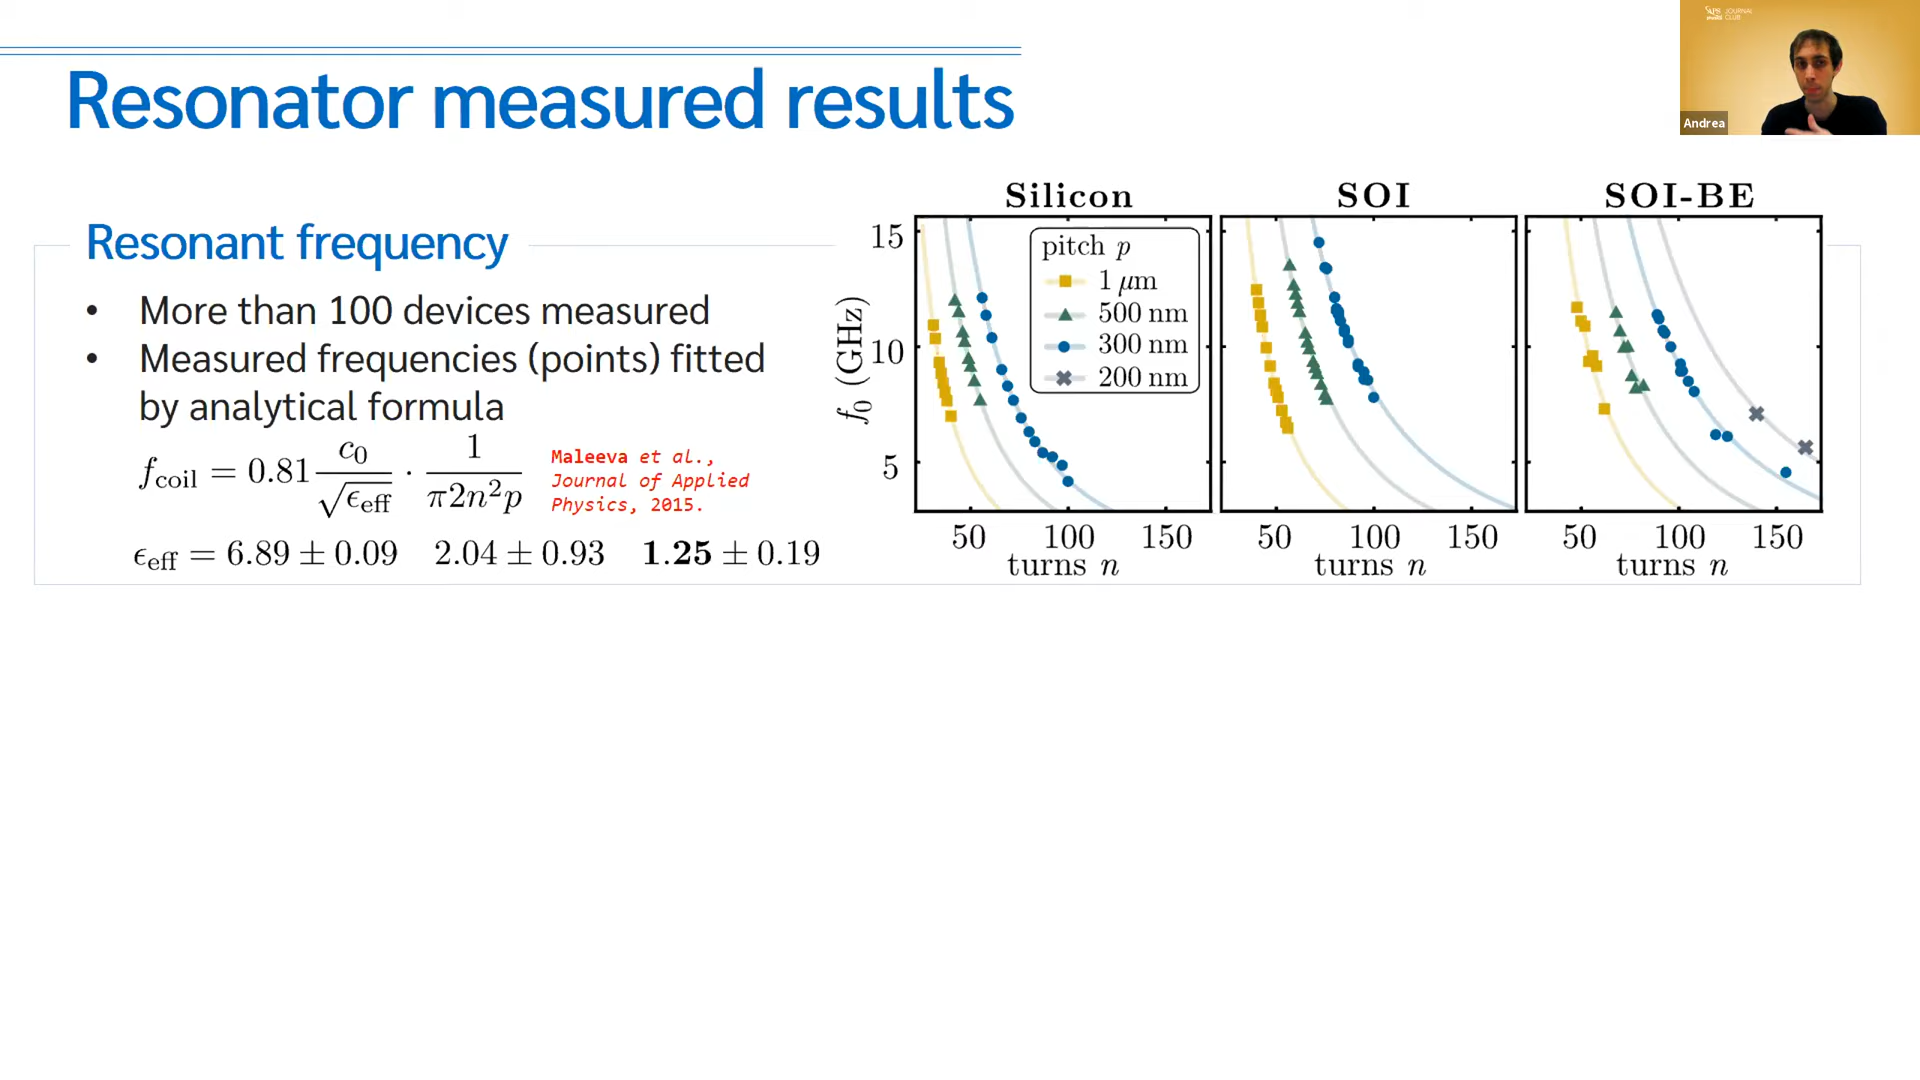 Resonator measured results
APS JOURNAL
physics CLUB
Andrea
Resonant frequency
• More than 100 devices measured
• Measured frequencies (points) fitted
by analytical formula
f_coil = 0.81 c₀/√ϵ_eff · 1/π2n²p
Maleeva et al.,
Journal of Applied
Physics, 2015.
ϵ_eff = 6.89 ± 0.09 2.04 ± 0.93 1.25 ± 0.19
Silicon SOI SOI-BE
f₀ (GHz)
15
10
5
pitch p
1 μm
500 nm
300 nm
200 nm
50 100 150 50 100 150 50 100 150
turns n turns n turns n